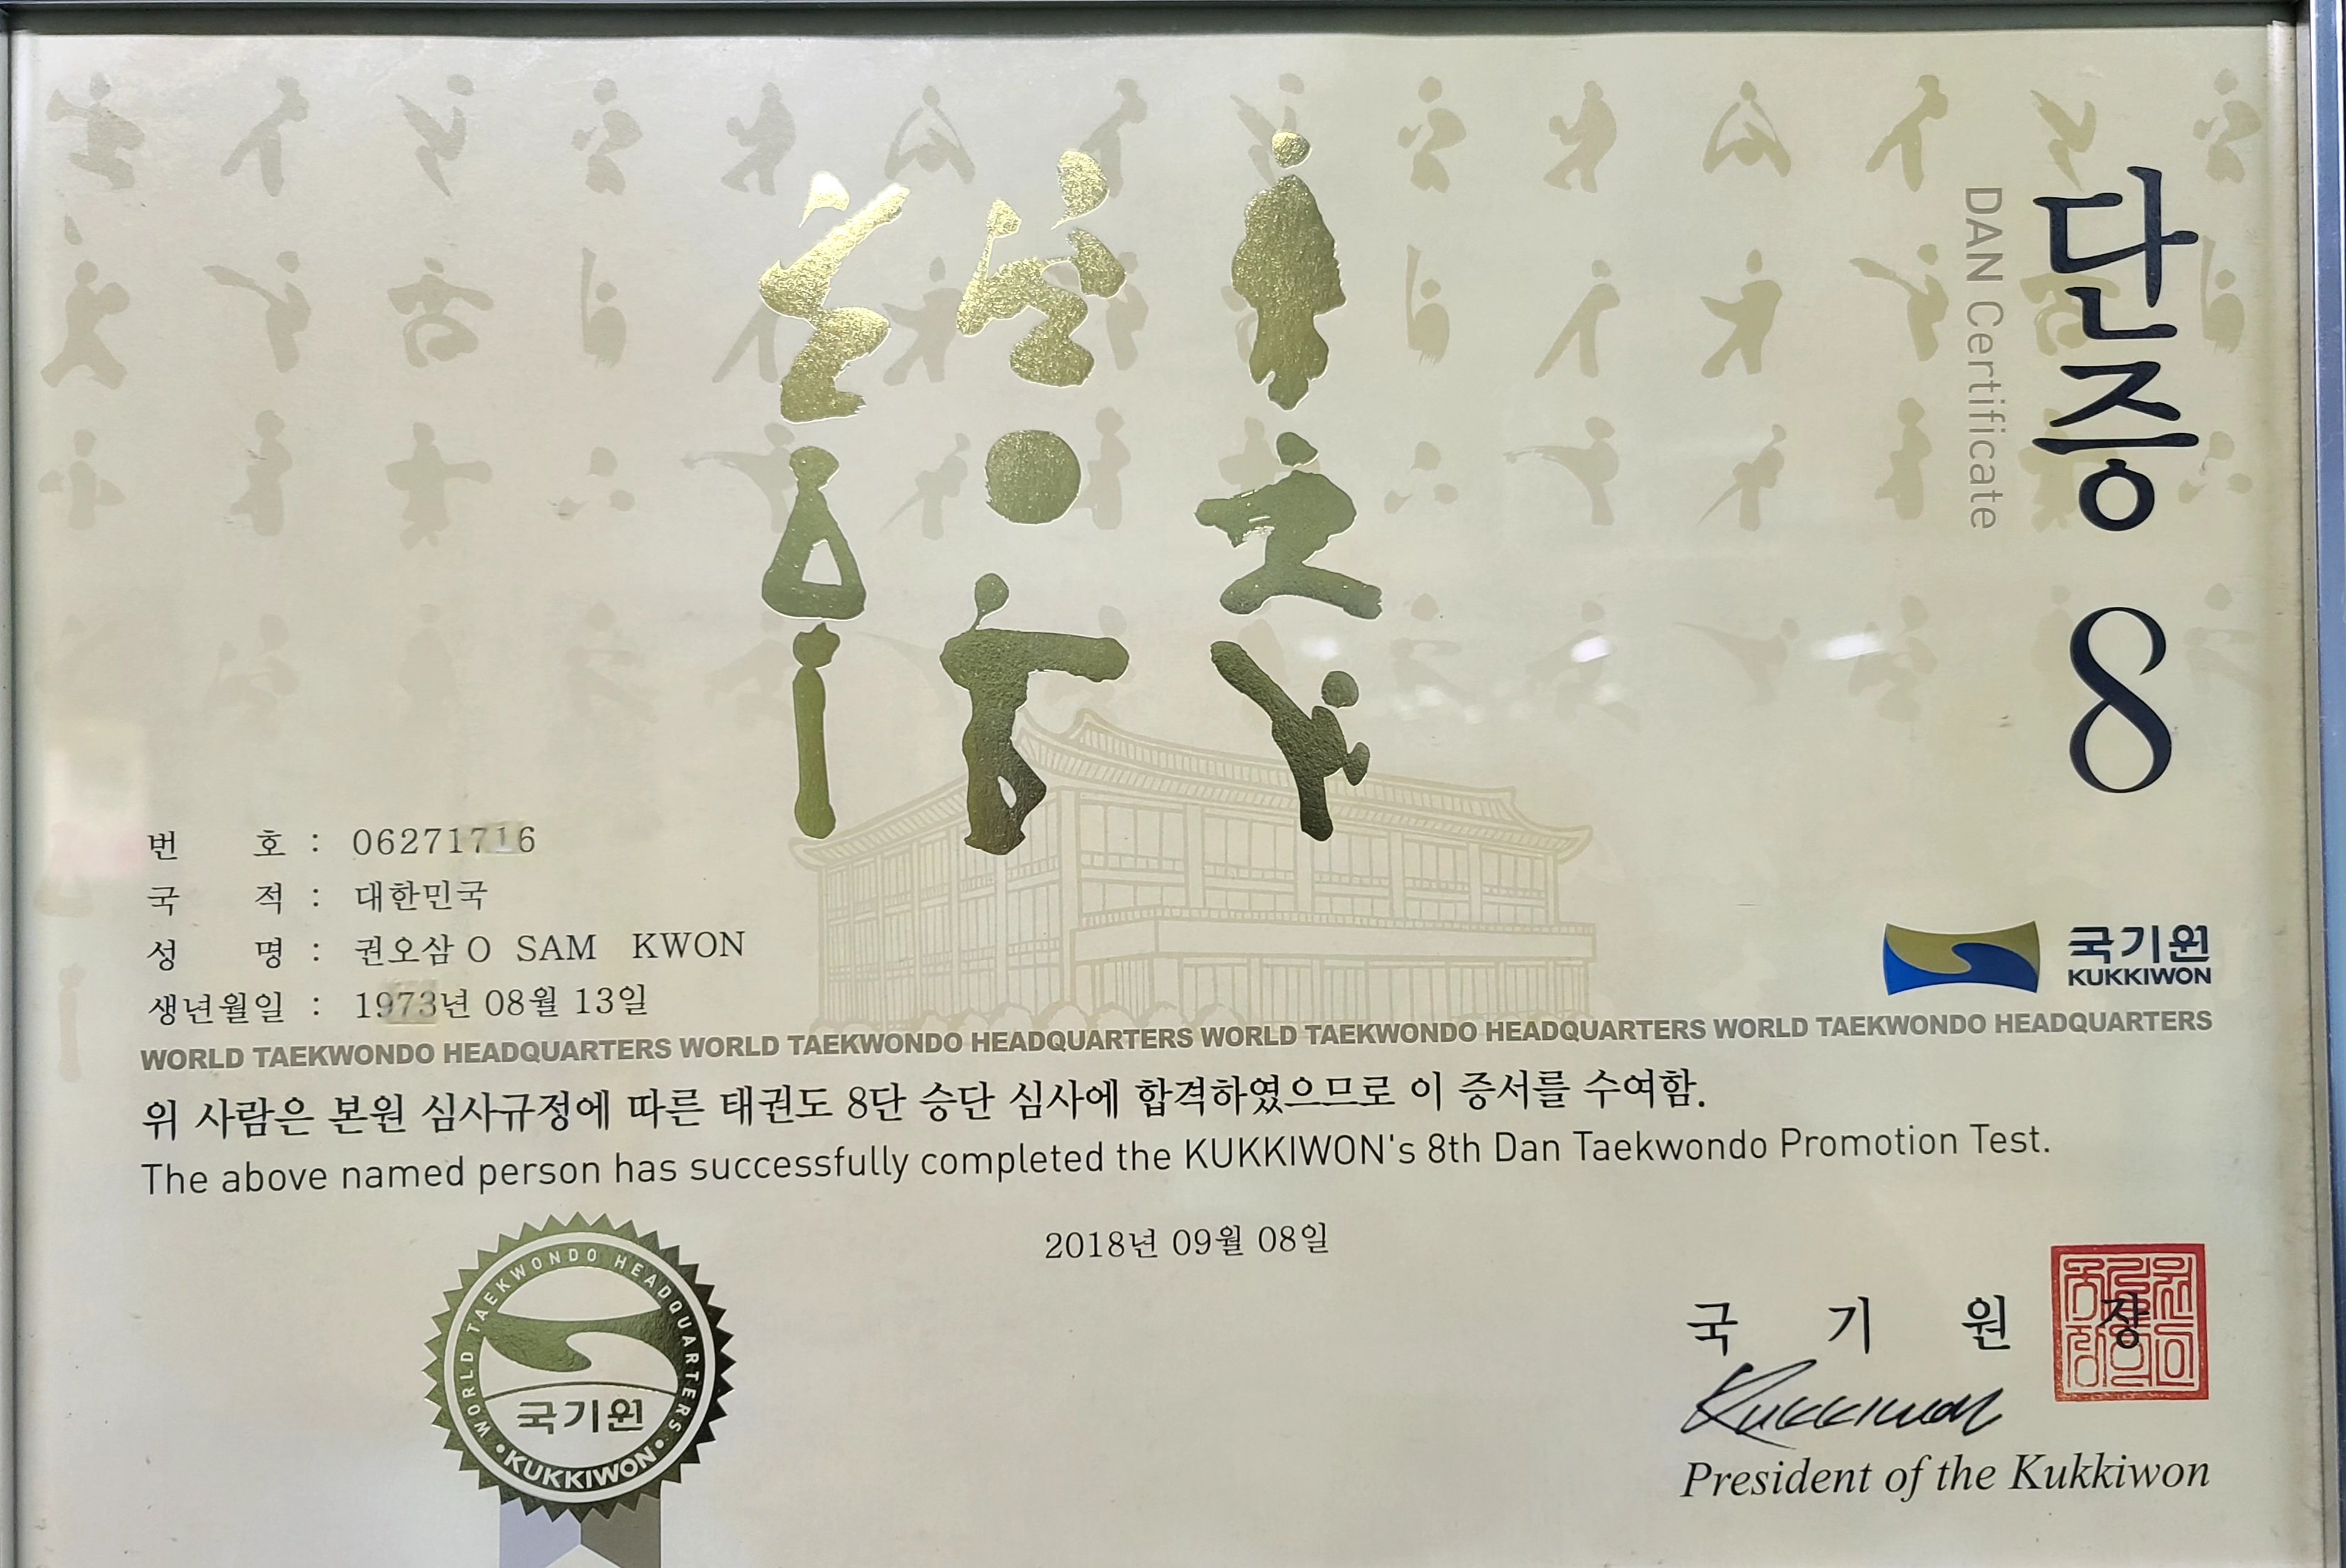 단증 8
DAN Certificate
번 호 : 06271716
국 적 : 대한민국
성 명 : 권오삼 O SAM KWON
생년월일 : 1973년 08월 13일
국기원
KUKKIWON
WORLD TAEKWONDO HEADQUARTERS WORLD TAEKWONDO HEADQUARTERS WORLD TAEKWONDO HEADQUARTERS WORLD TAEKWONDO HEADQUARTERS
위 사람은 본원 심사규정에 따른 태권도 8단 승단 심사에 합격하였으므로 이 증서를 수여함.
The above named person has successfully completed the KUKKIWON's 8th Dan Taekwondo Promotion Test.
2018년 09월 08일
WORLD TAEKWONDO HEADQUARTERS
국기원
KUKKIWON
국 기 원 장
Kukkiwon
President of the Kukkiwon